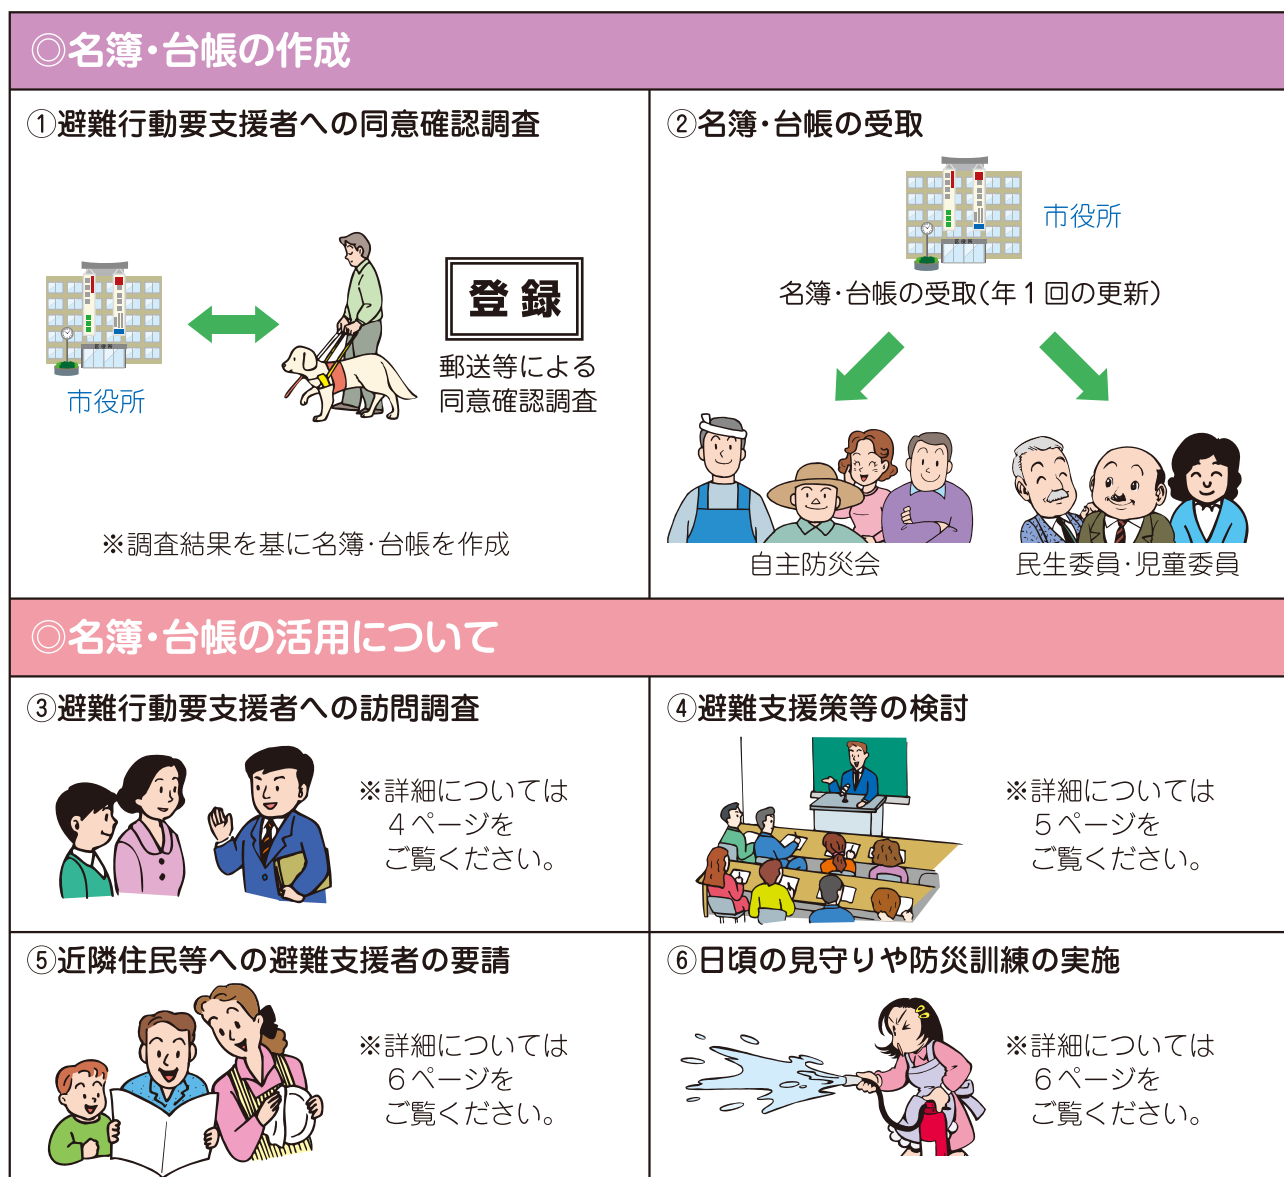 ◎名簿・台帳の作成
①避難行動要支援者への同意確認調査
市役所
登録
郵送等による
同意確認調査
※調査結果を基に名簿・台帳を作成
②名簿・台帳の受取
市役所
名簿・台帳の受取（年１回の更新）
自主防災会
民生委員・児童委員
◎名簿・台帳の活用について
③避難行動要支援者への訪問調査
※詳細については
４ページを
ご覧ください。
④避難支援策等の検討
※詳細については
５ページを
ご覧ください。
⑤近隣住民等への避難支援者の要請
※詳細については
６ページを
ご覧ください。
⑥日頃の見守りや防災訓練の実施
※詳細については
６ページを
ご覧ください。